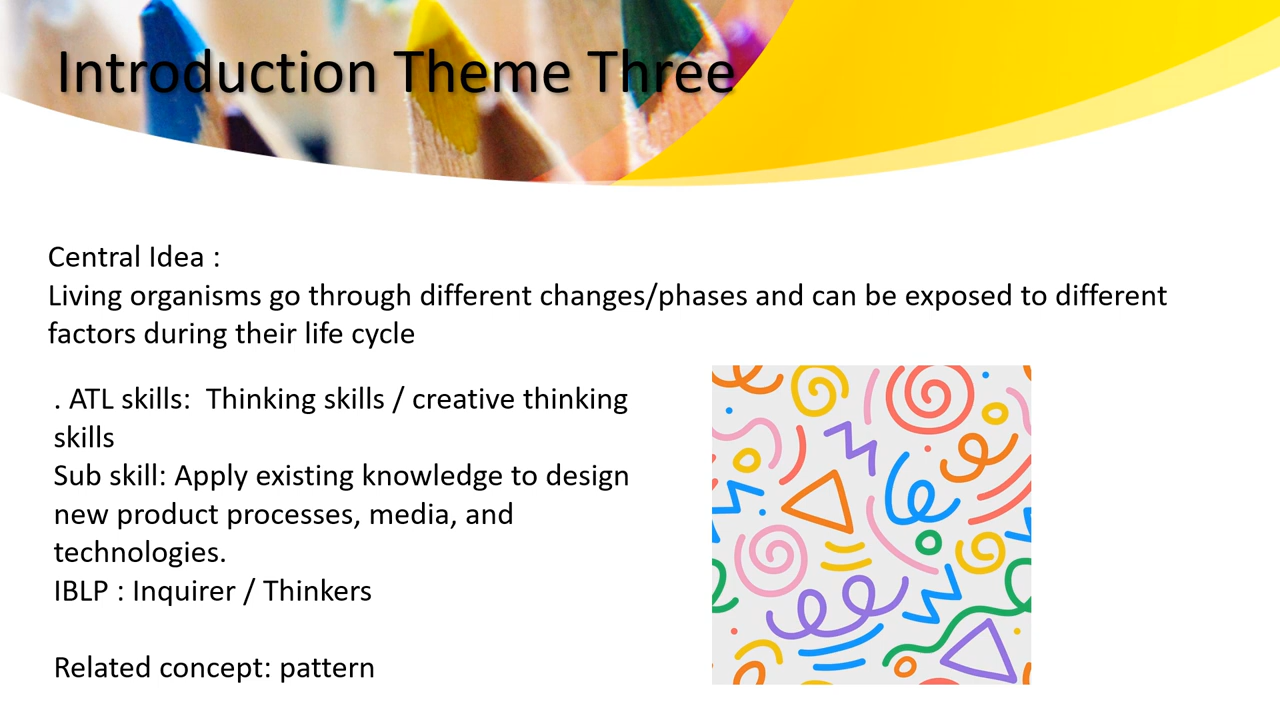 Introduction Theme Three
Central Idea :
Living organisms go through different changes/phases and can be exposed to different
factors during their life cycle
. ATL skills:  Thinking skills / creative thinking
skills
Sub skill: Apply existing knowledge to design
new product processes, media, and
technologies.
IBLP : Inquirer / Thinkers
Related concept: pattern